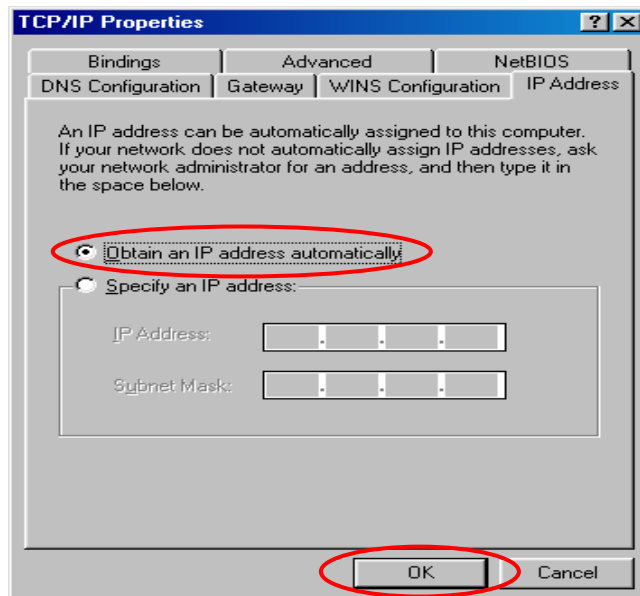 TCP/IP Properties
Bindings Advanced NetBIOS
DNS Configuration Gateway WINS Configuration IP Address
An IP address can be automatically assigned to this computer.
If your network does not automatically assign IP addresses, ask
your network administrator for an address, and then type it in
the space below.
Obtain an IP address automatically
Specify an IP address:
IP Address:
Subnet Mask:
OK Cancel